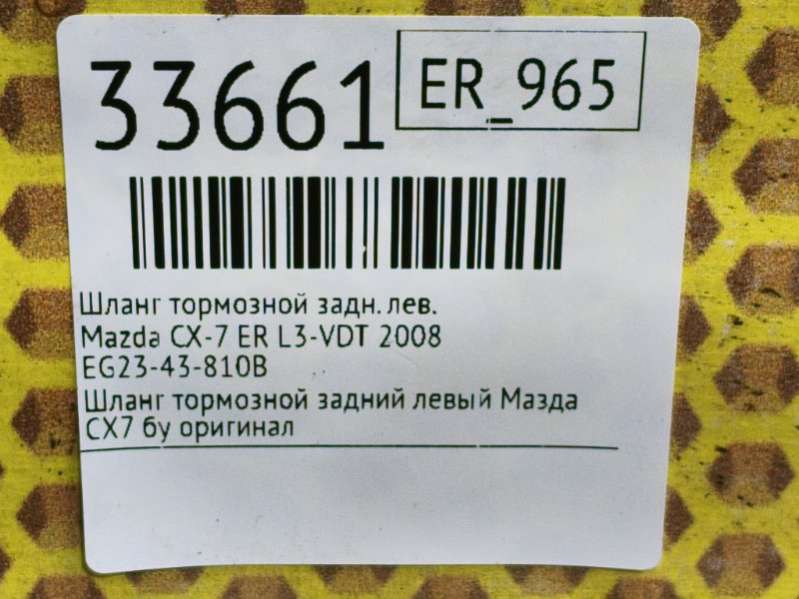 33661
ER_965
Шланг тормозной задн. лев.
Mazda CX-7 ER L3-VDT 2008
EG23-43-810B
Шланг тормозной задний левый Мазда
СХ7 бу оригинал